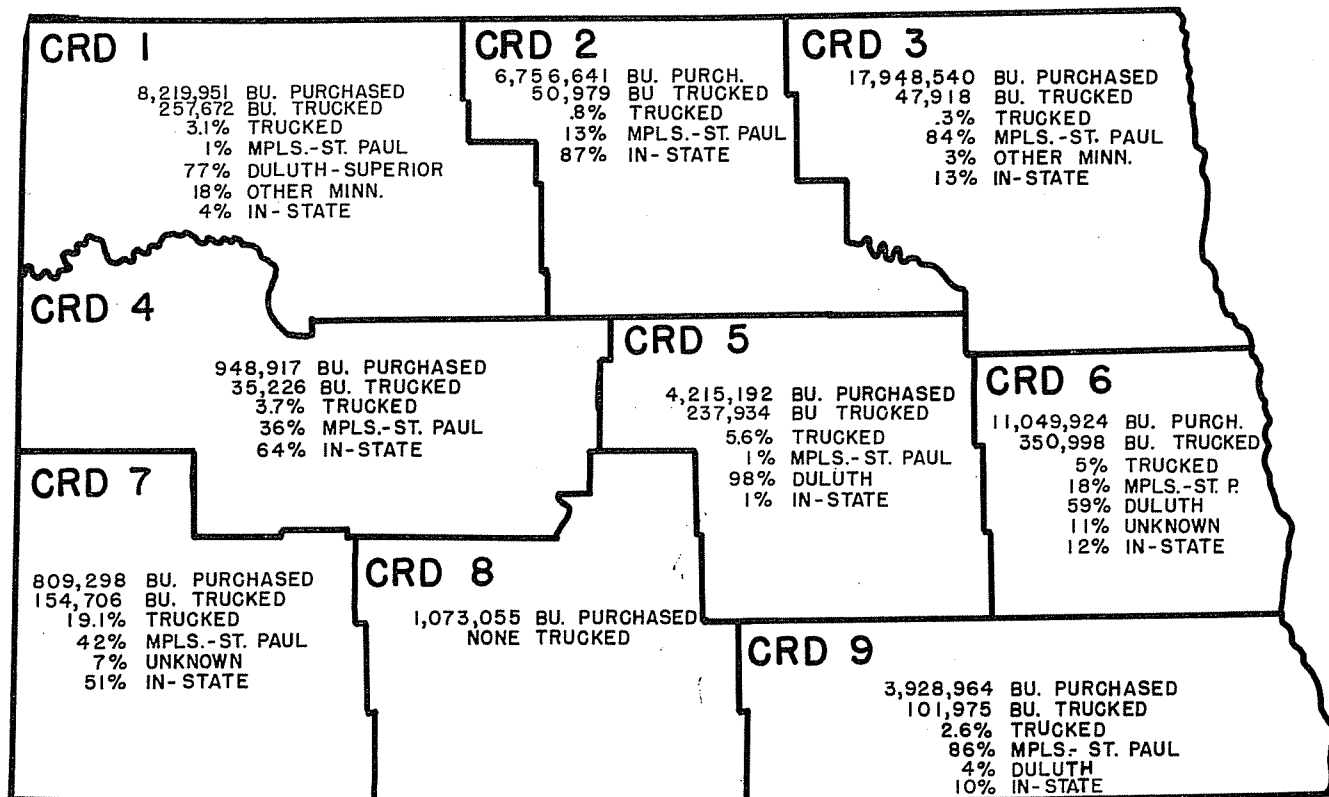 CRD 1
8,219,951 BU. PURCHASED
257,672 BU. TRUCKED
3.1% TRUCKED
1% MPLS.-ST. PAUL
77% DULUTH-SUPERIOR
18% OTHER MINN.
4% IN-STATE
CRD 2
6,756,641 BU. PURCH.
50,979 BU TRUCKED
.8% TRUCKED
13% MPLS.-ST. PAUL
87% IN-STATE
CRD 3
17,948,540 BU. PURCHASED
47,918 BU. TRUCKED
.3% TRUCKED
84% MPLS.-ST. PAUL
3% OTHER MINN.
13% IN-STATE
CRD 4
948,917 BU. PURCHASED
35,226 BU. TRUCKED
3.7% TRUCKED
36% MPLS.-ST. PAUL
64% IN-STATE
CRD 5
4,215,192 BU. PURCHASED
237,934 BU TRUCKED
5.6% TRUCKED
1% MPLS.-ST. PAUL
98% DULUTH
1% IN-STATE
CRD 6
11,049,924 BU. PURCH.
350,998 BU. TRUCKED
5% TRUCKED
18% MPLS.-ST. P.
59% DULUTH
11% UNKNOWN
12% IN-STATE
CRD 7
809,298 BU. PURCHASED
154,706 BU. TRUCKED
19.1% TRUCKED
42% MPLS.-ST. PAUL
7% UNKNOWN
51% IN-STATE
CRD 8
1,073,055 BU. PURCHASED
NONE TRUCKED
CRD 9
3,928,964 BU. PURCHASED
101,975 BU. TRUCKED
2.6% TRUCKED
86% MPLS.- ST. PAUL
4% DULUTH
10% IN-STATE